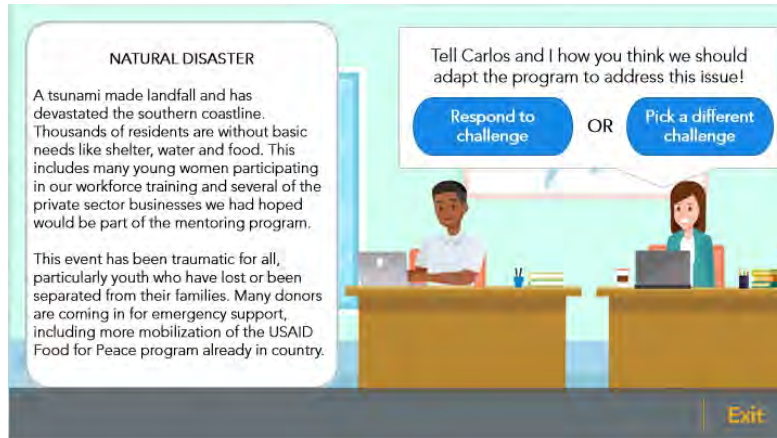 NATURAL DISASTER
A tsunami made landfall and has
devastated the southern coastline.
Thousands of residents are without basic
needs like shelter, water and food. This
includes many young women participating
in our workforce training and several of the
private sector businesses we had hoped
would be part of the mentoring program.
This event has been traumatic for all,
particularly youth who have lost or been
separated from their families. Many donors
are coming in for emergency support,
including more mobilization of the USAID
Food for Peace program already in country.
Tell Carlos and I how you think we should
adapt the program to address this issue!
Respond to
challenge
OR
Pick a different
challenge
Exit